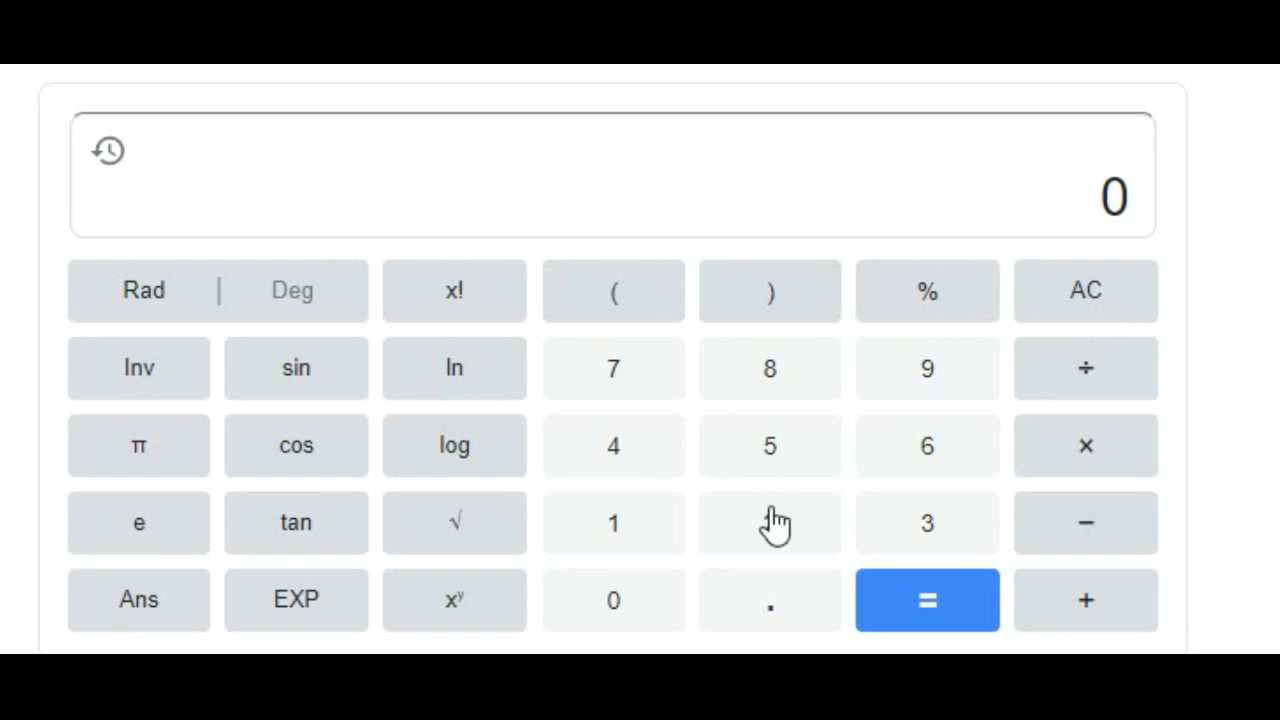 0
Rad | Deg x! ( ) % AC
Inv sin ln 7 8 9 ÷
π cos log 4 5 6 ×
e tan √ 1 3 −
Ans EXP xʸ 0 . = +